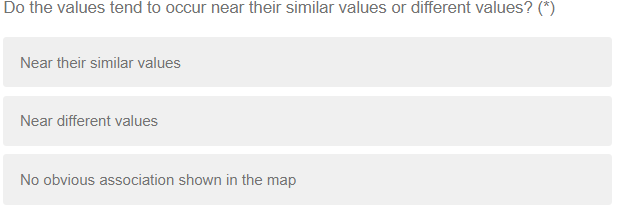 Do the values tend to occur near their similar values or different values? (*)
Near their similar values
Near different values
No obvious association shown in the map